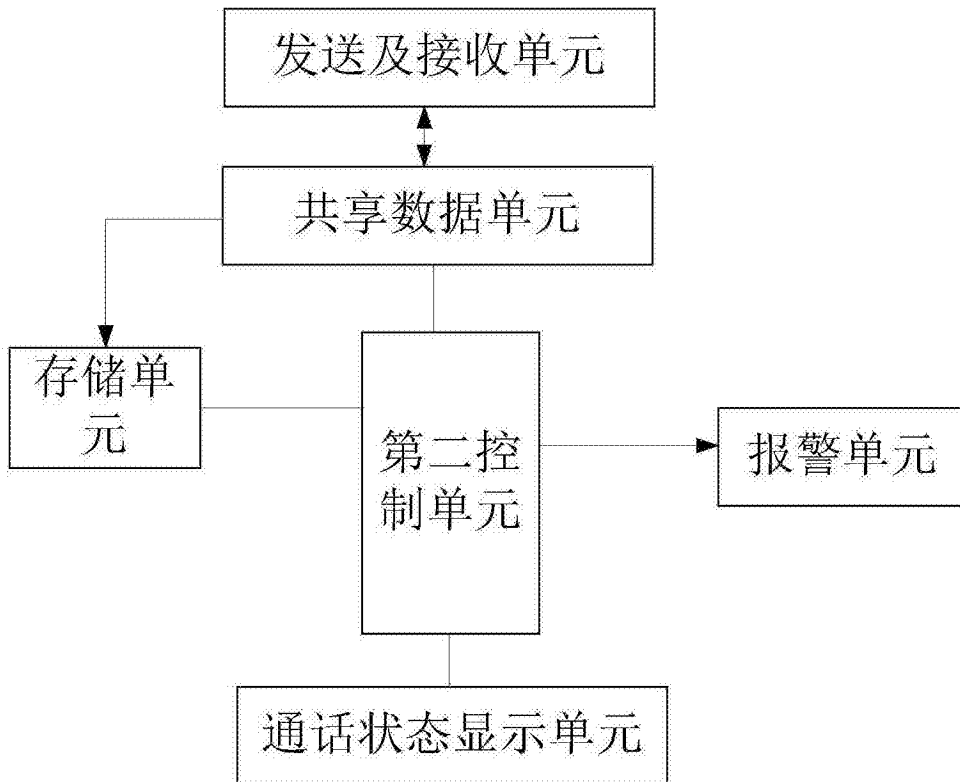 发送及接收单元
共享数据单元
存储单
元
第二控
制单元
报警单元
通话状态显示单元